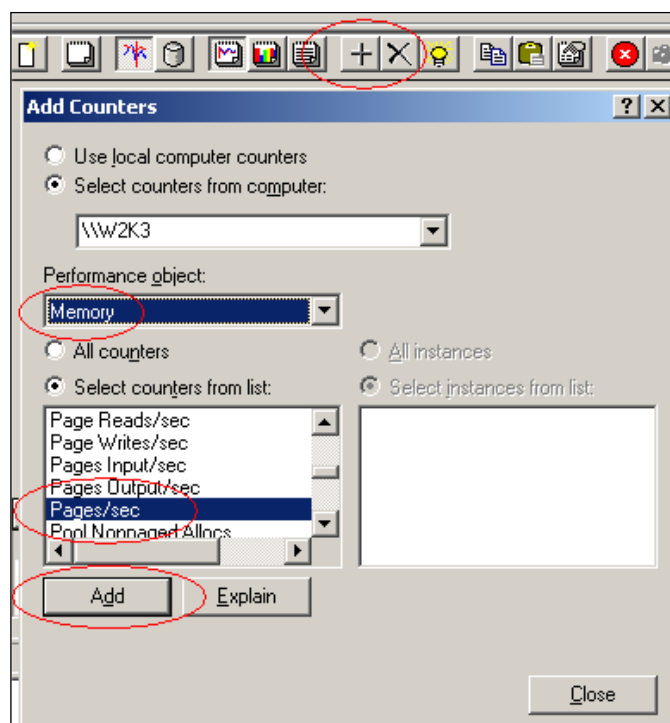 Add Counters
Use local computer counters
Select counters from computer:
\\W2K3
Performance object:
Memory
All counters
All instances
Select counters from list:
Select instances from list:
Page Reads/sec
Page Writes/sec
Pages Input/sec
Pages Output/sec
Pages/sec
Pool Nonpaged Allocs
Add
Explain
Close